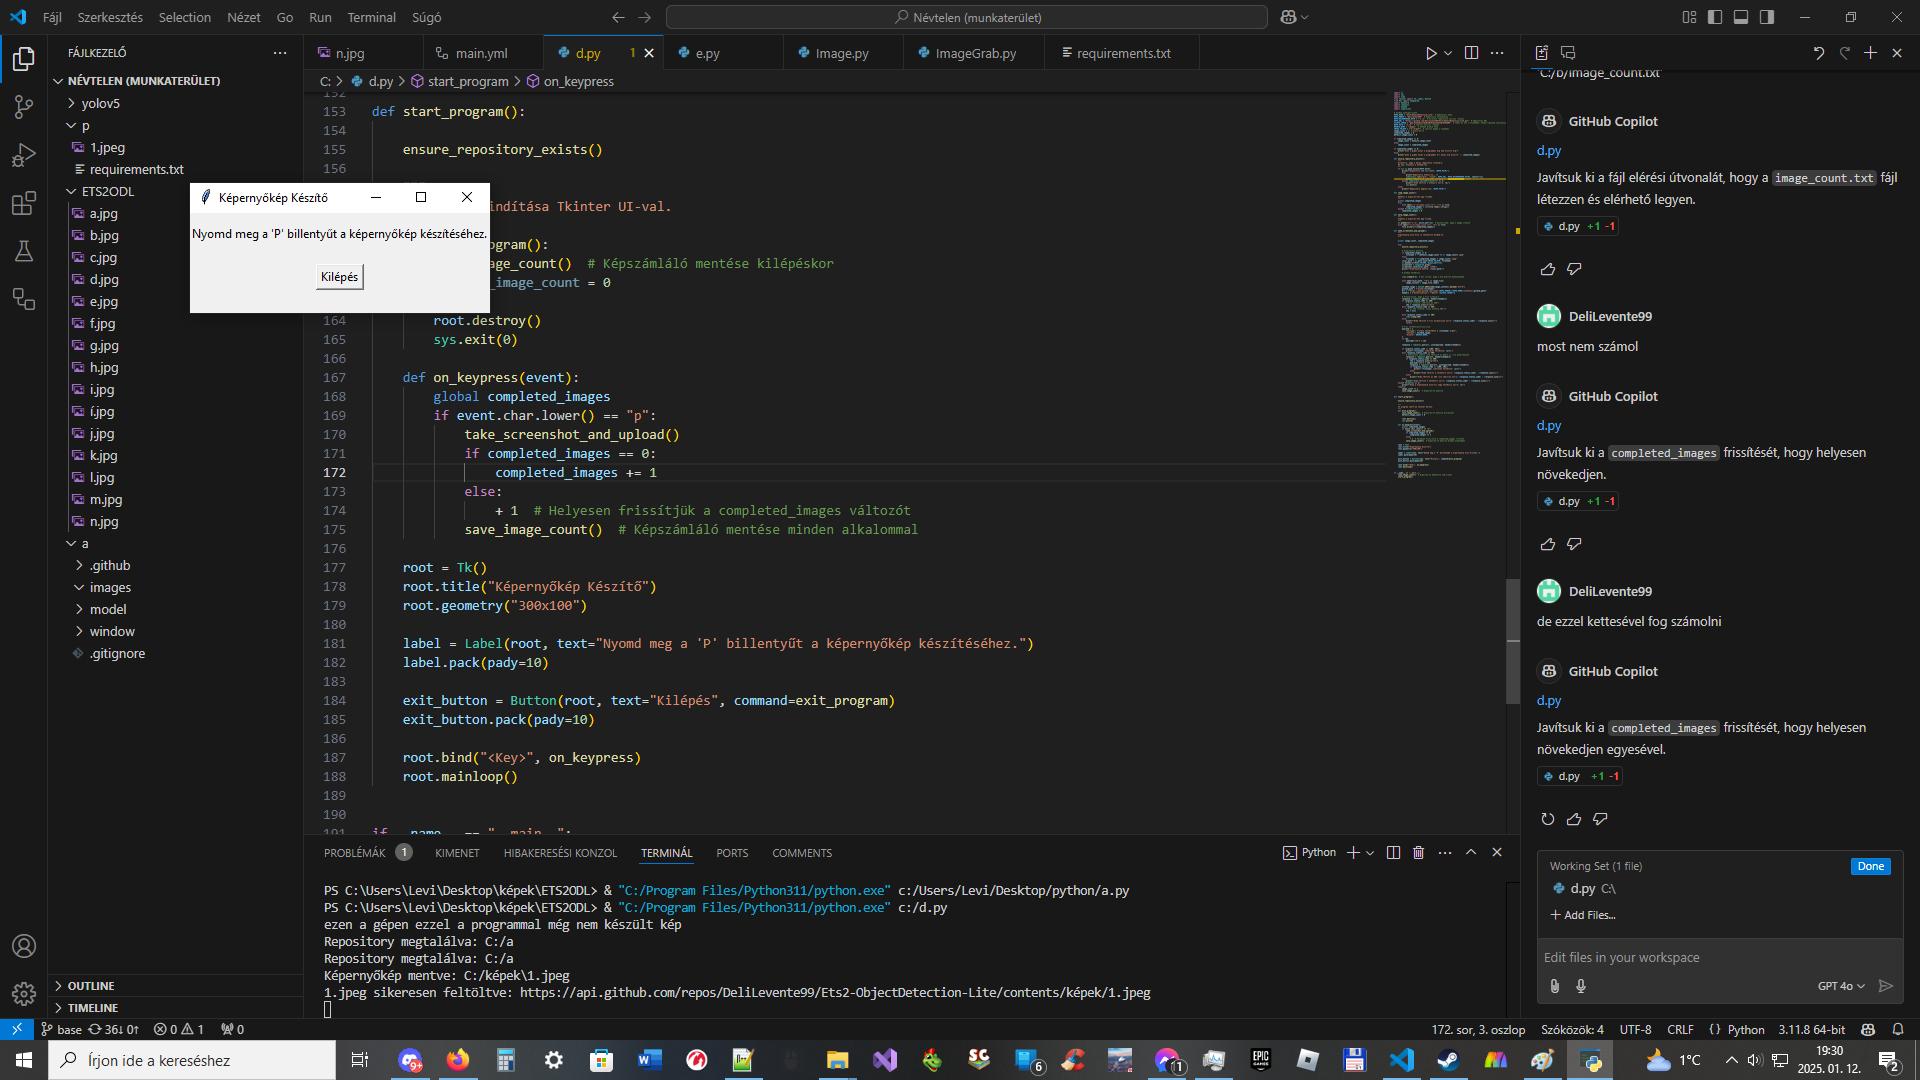 Fájl Szerkesztés Selection Nézet Go Run Terminal Súgó
Névtelen (munkaterület)
FÁJLKEZELŐ
NÉVTELEN (MUNKATERÜLET)
yolov5
p
1.jpeg
requirements.txt
ETS2ODL
a.jpg
b.jpg
c.jpg
d.jpg
e.jpg
f.jpg
g.jpg
h.jpg
i.jpg
í.jpg
j.jpg
k.jpg
l.jpg
m.jpg
n.jpg
a
.github
images
model
window
.gitignore
OUTLINE
TIMELINE
n.jpg main.yml d.py 1 e.py Image.py ImageGrab.py requirements.txt
C: d.py start_program on_keypress
152
153 def start_program():
154
155 ensure_repository_exists()
156
Képernyőkép Készítő
Nyomd meg a 'P' billentyűt a képernyőkép készítéséhez.
Kilépés
indítása Tkinter UI-val.
gram():
age_count() # Képszámláló mentése kilépéskor
_image_count = 0
164 root.destroy()
165 sys.exit(0)
166
167 def on_keypress(event):
168 global completed_images
169 if event.char.lower() == "p":
170 take_screenshot_and_upload()
171 if completed_images == 0:
172 completed_images += 1
173 else:
174 + 1 # Helyesen frissítjük a completed_images változót
175 save_image_count() # Képszámláló mentése minden alkalommal
176
177 root = Tk()
178 root.title("Képernyőkép Készítő")
179 root.geometry("300x100")
180
181 label = Label(root, text="Nyomd meg a 'P' billentyűt a képernyőkép készítéséhez.")
182 label.pack(pady=10)
183
184 exit_button = Button(root, text="Kilépés", command=exit_program)
185 exit_button.pack(pady=10)
186
187 root.bind("<Key>", on_keypress)
188 root.mainloop()
189
190
191 if __name__ == "__main__":
PROBLÉMÁK 1 KIMENET HIBAKERESÉSI KONZOL TERMINÁL PORTS COMMENTS
Python
PS C:\Users\Levi\Desktop\képek\ETS2ODL> & "C:/Program Files/Python311/python.exe" c:/Users/Levi/Desktop/python/a.py
PS C:\Users\Levi\Desktop\képek\ETS2ODL> & "C:/Program Files/Python311/python.exe" c:/d.py
ezen a gépen ezzel a programmal még nem készült kép
Repository megtalálva: C:/a
Repository megtalálva: C:/a
Képernyőkép mentve: C:/képek\1.jpeg
1.jpeg sikeresen feltöltve: https://api.github.com/repos/DeliLevente99/Ets2-ObjectDetection-Lite/contents/képek/1.jpeg
C:/b/image_count.txt
GitHub Copilot
d.py
Javítsuk ki a fájl elérési útvonalát, hogy a image_count.txt fájl
létezzen és elérhető legyen.
d.py +1 -1
DeliLevente99
most nem számol
GitHub Copilot
d.py
Javítsuk ki a completed_images frissítését, hogy helyesen
növekedjen.
d.py +1 -1
DeliLevente99
de ezzel kettesével fog számolni
GitHub Copilot
d.py
Javítsuk ki a completed_images frissítését, hogy helyesen
növekedjen egyesével.
d.py +1 -1
Working Set (1 file) Done
d.py C:\
+ Add Files...
Edit files in your workspace
GPT 4o
base 36↓ 0↑ 0 1 0
172. sor, 3. oszlop Szóközök: 4 UTF-8 CRLF {} Python 3.11.8 64-bit
Írjon ide a kereséshez
9+
SC
6
EPIC GAMES
1
1°C
19:30
2025. 01. 12.
2